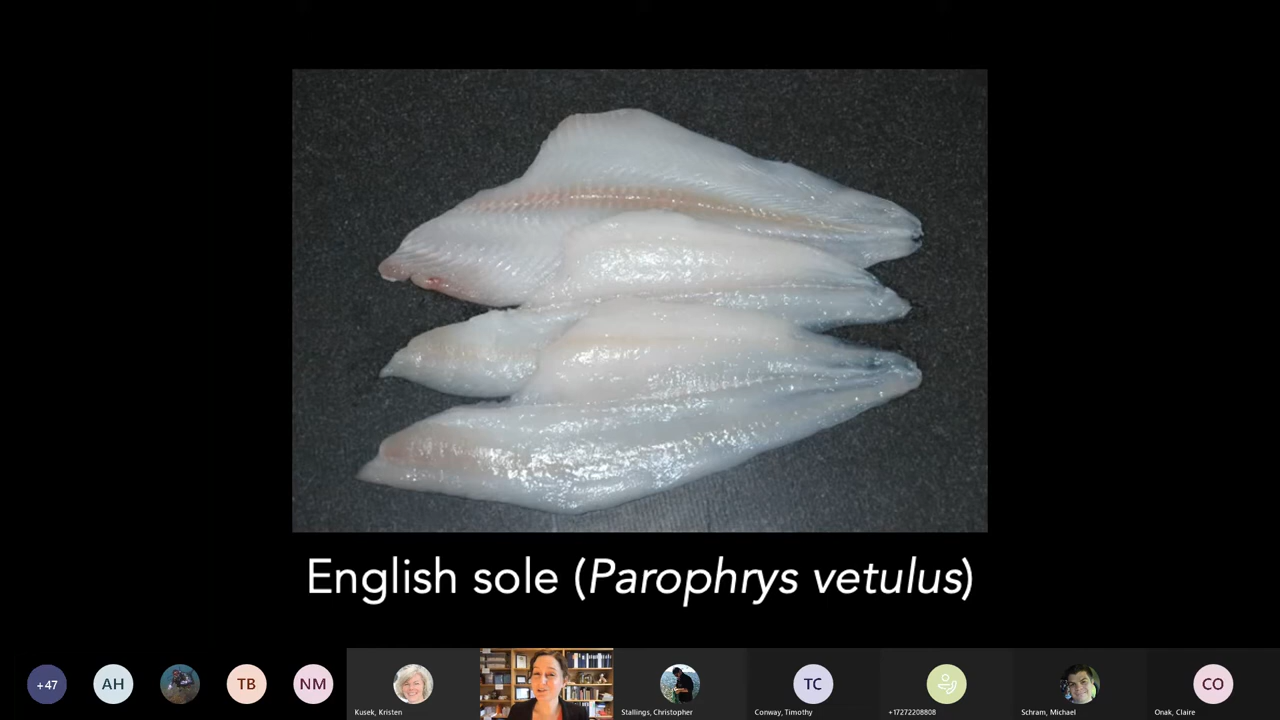 English sole (Parophrys vetulus)
+47
AH
TB
NM
Kusek, Kristen
Stallings, Christopher
TC
Conway, Timothy
+17272208808
Schram, Michael
CO
Onak, Claire